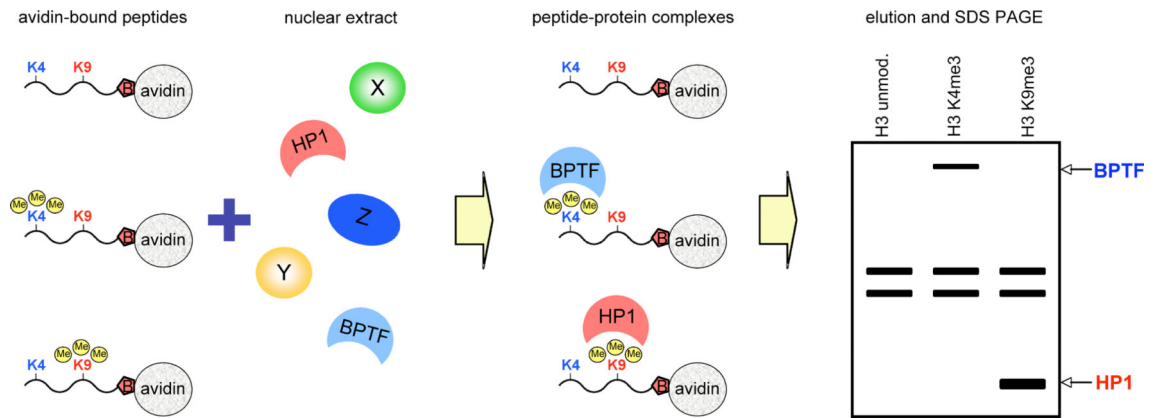 avidin-bound peptides
nuclear extract
peptide-protein complexes
elution and SDS PAGE
K4 K9
B avidin
Me Me Me
K4 K9
B avidin
Me Me Me
K4 K9
B avidin
X
HP1
Z
Y
BPTF
K4 K9
B avidin
BPTF
Me Me Me
K4 K9
B avidin
HP1
Me Me Me
K4 K9
B avidin
H3 unmod.
H3 K4me3
H3 K9me3
BPTF
HP1